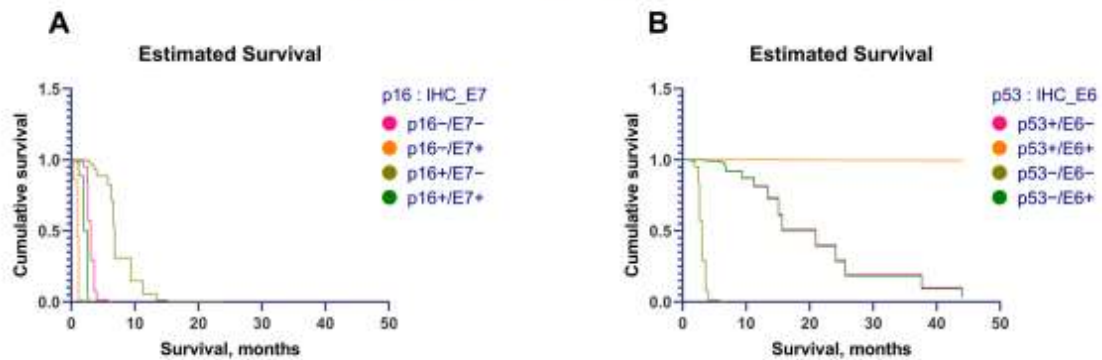 A
Estimated Survival
Cumulative survival
1.5
1.0
0.5
0.0
0 10 20 30 40 50
Survival, months
p16 : IHC_E7
p16−/E7−
p16−/E7+
p16+/E7−
p16+/E7+
B
Estimated Survival
Cumulative survival
1.5
1.0
0.5
0.0
0 10 20 30 40 50
Survival, months
p53 : IHC_E6
p53+/E6−
p53+/E6+
p53−/E6−
p53−/E6+